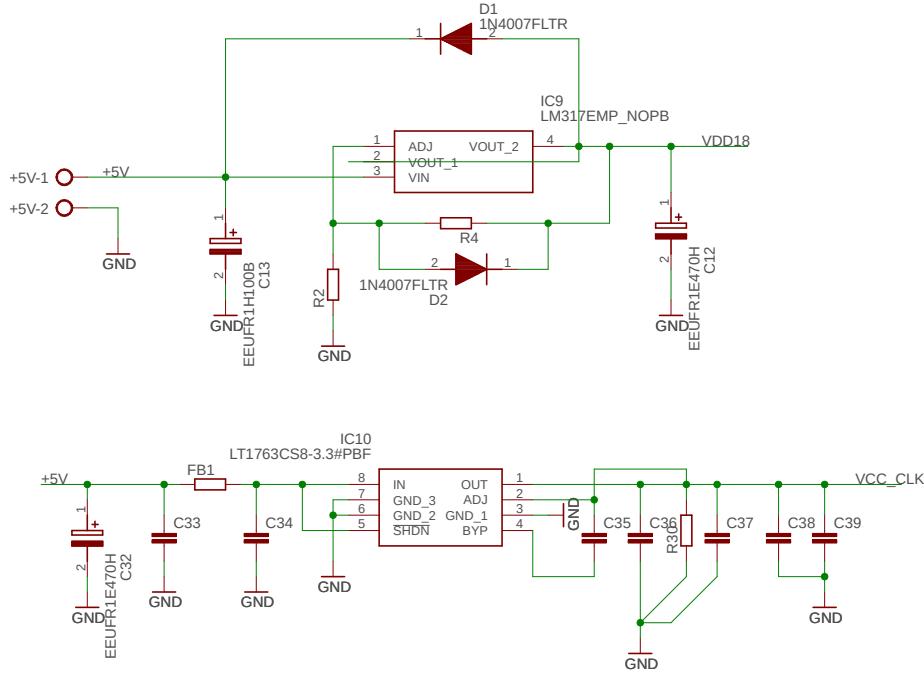 D1
1N4007FLTR
1
2
IC9
LM317EMP_NOPB
1 ADJ VOUT_2 4
2 VOUT_1
3 VIN
VDD18
+5V-1
+5V
+5V-2
GND
1
+
2
C13
EEUFR1H100B
GND
R4
2 1
1N4007FLTR
D2
R2
GND
1
+
2
C12
EEUFR1E470H
GND
IC10
LT1763CS8-3.3#PBF
+5V
FB1
8 IN OUT 1
7 GND_3 ADJ 2
6 GND_2 GND_1 3
5 SHDN BYP 4
VCC_CLK
GND
1
+
2
C32
EEUFR1E470H
GND
C33
GND
C34
GND
GND
C35
C36
C37
C38
C39
GND
GND